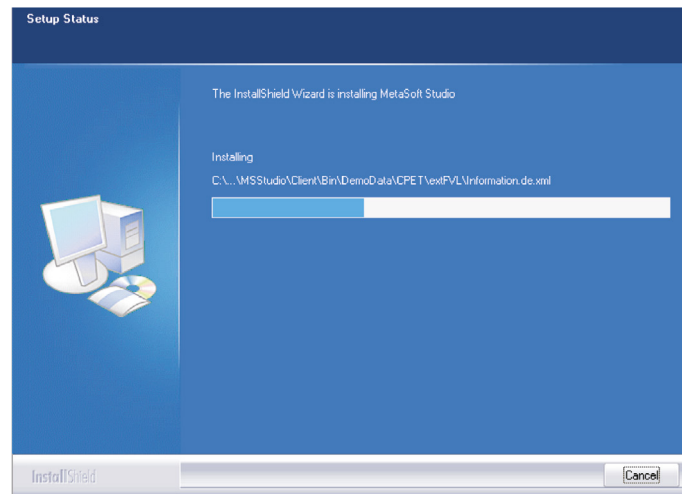 Setup Status
The InstallShield Wizard is installing MetaSoft Studio
Installing
C:\...\MSStudio\Client\Bin\DemoData\CPET\extFVL\Information.de.xml
InstallShield
Cancel